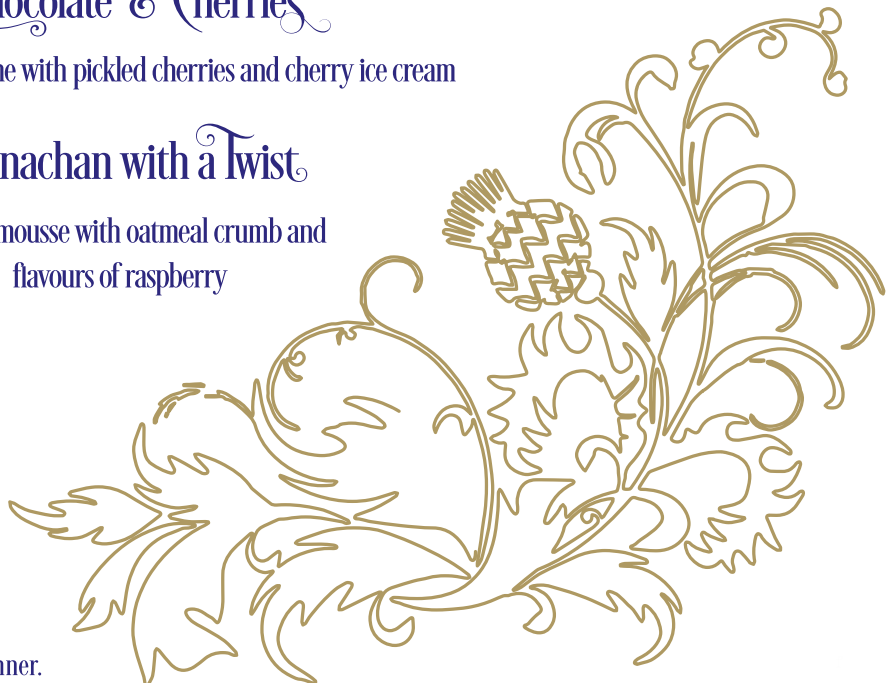 ocolate & Cherries
ne with pickled cherries and cherry ice cream
nachan with a Twist
mousse with oatmeal crumb and
flavours of raspberry
nner.